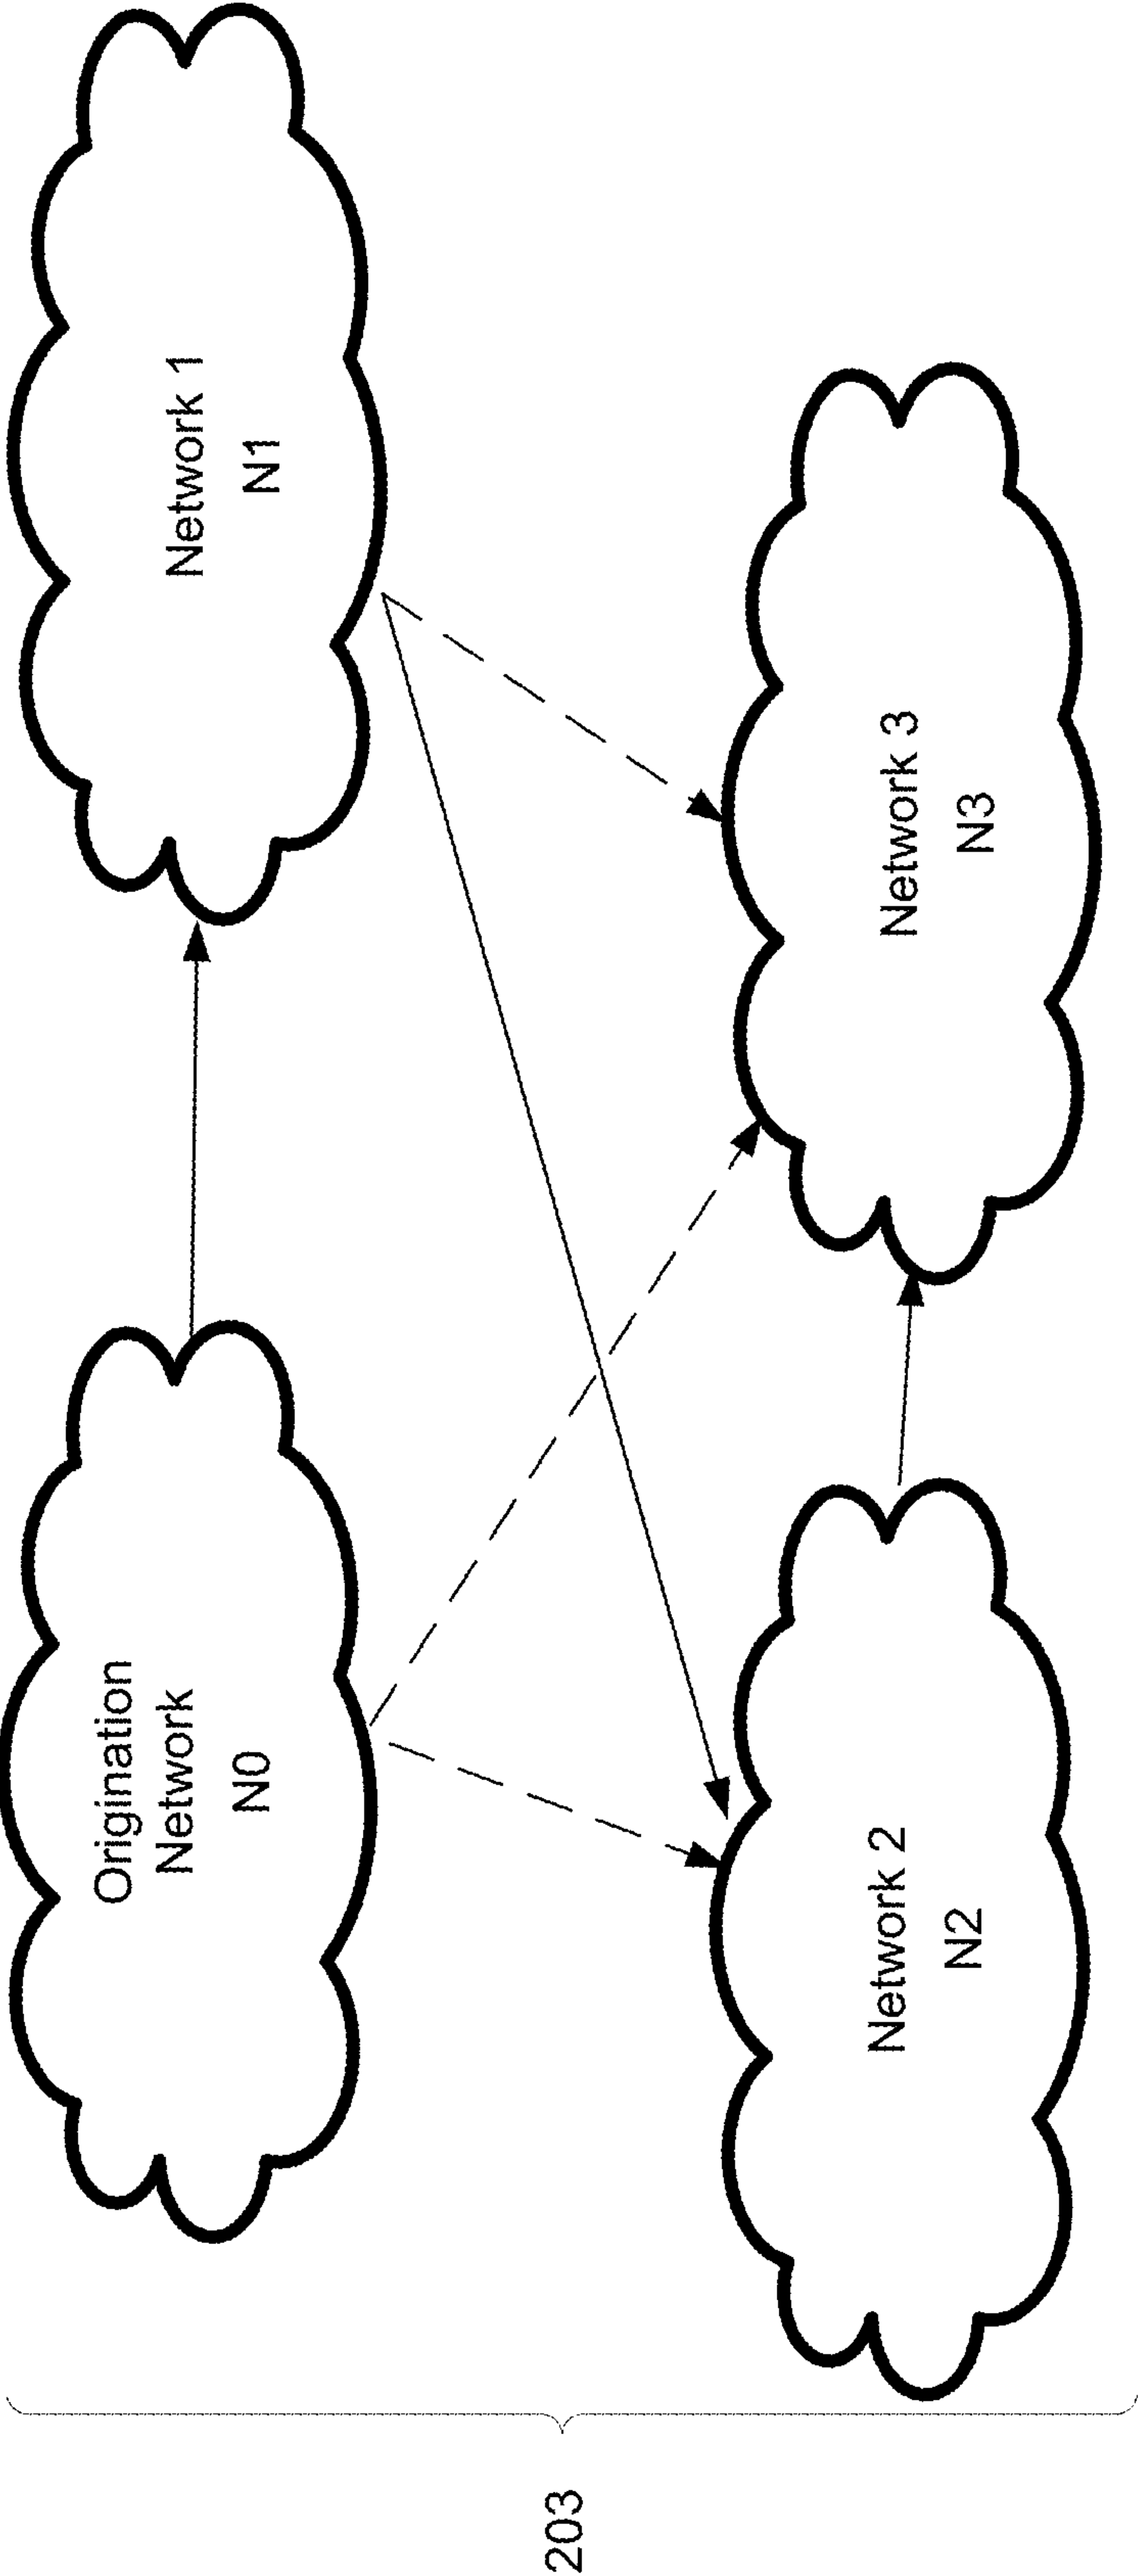 Origination
Network
N0
Network 1
N1
203
Network 2
N2
Network 3
N3